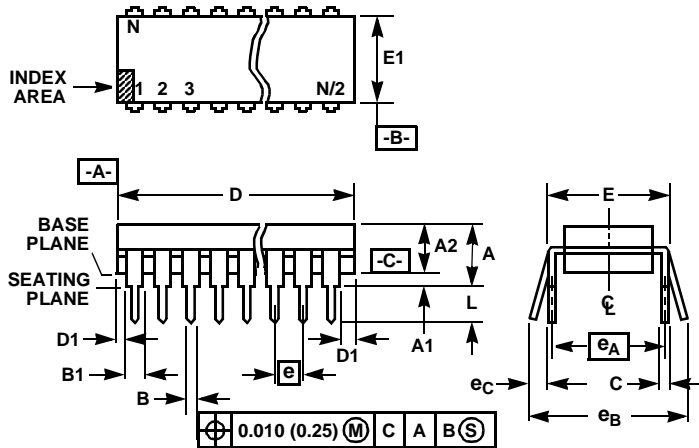 N
E1
INDEX
AREA
1 2 3 N/2
-B-
-A-
D
E
BASE
PLANE
A2
A
-C-
SEATING
PLANE
L
D1
A1
D1
B1
e
eA
B
eC
C
eB
⌖ 0.010 (0.25) Ⓜ C A B Ⓢ
℄